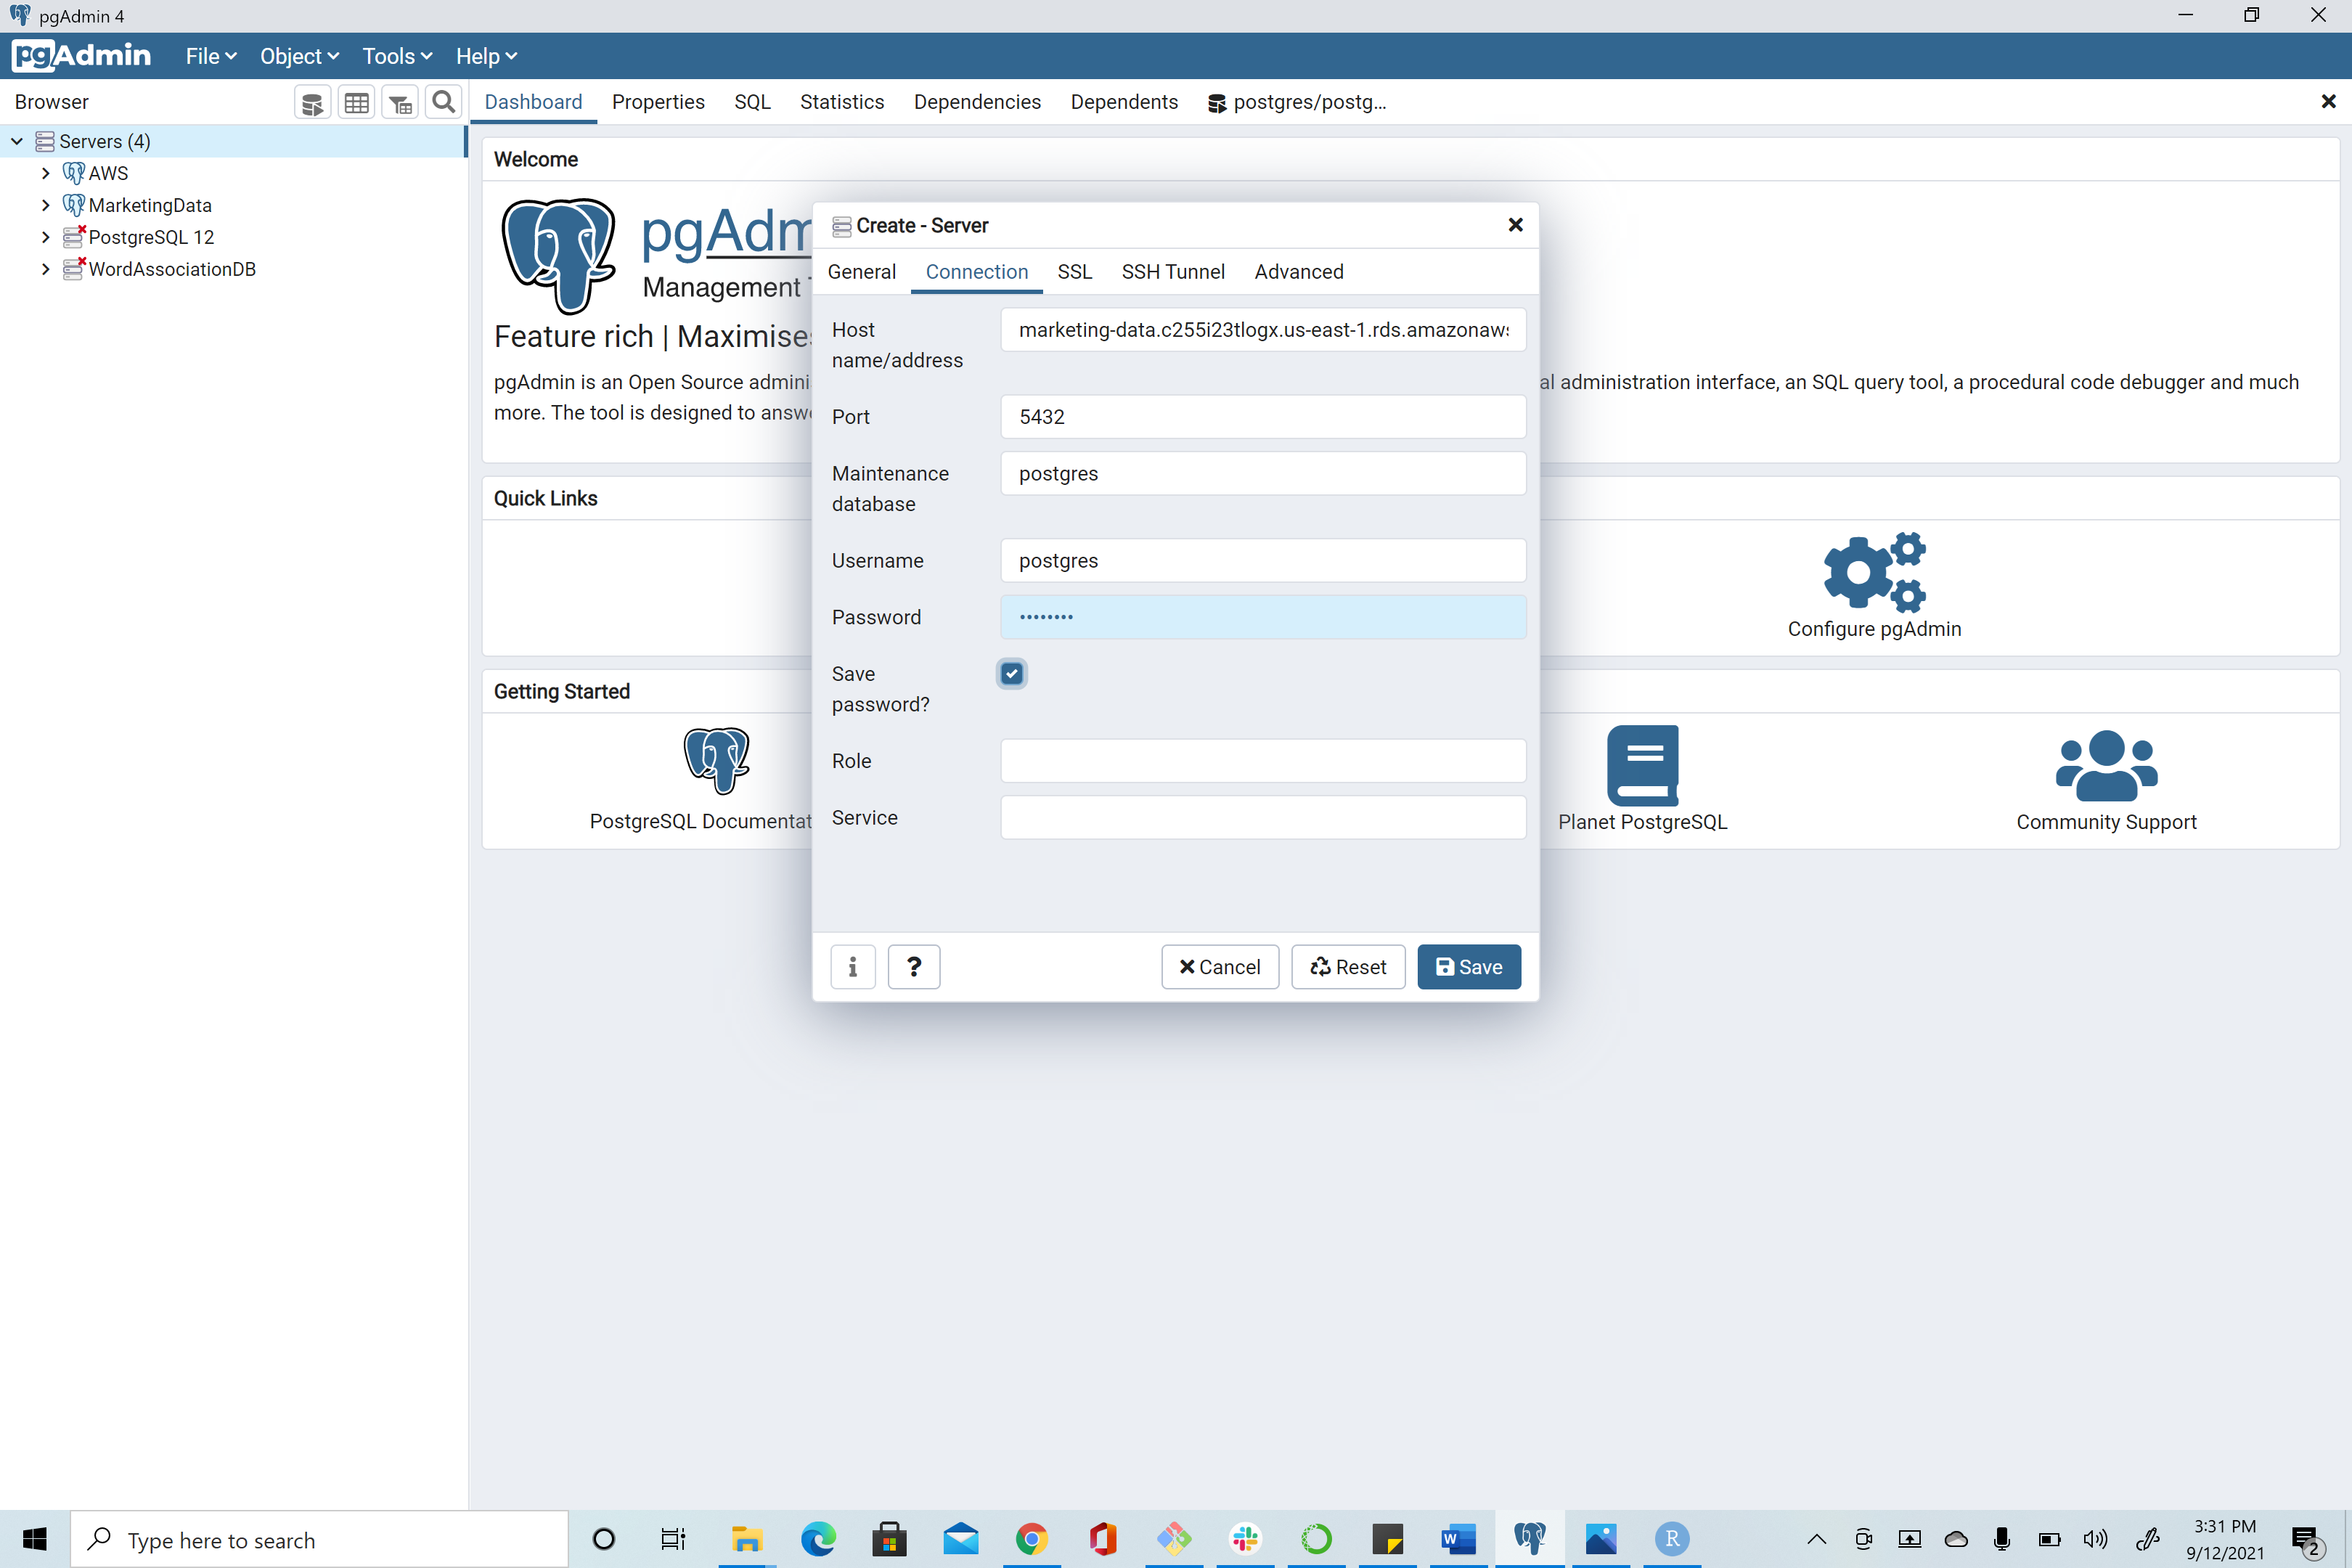 pgAdmin 4
pgAdmin File Object Tools Help
Browser
Dashboard Properties SQL Statistics Dependencies Dependents postgres/postg...
Servers (4)
AWS
MarketingData
PostgreSQL 12
WordAssociationDB
Welcome
pgAdm
Management
Feature rich | Maximises
pgAdmin is an Open Source admini
al administration interface, an SQL query tool, a procedural code debugger and much
more. The tool is designed to answ
Quick Links
Configure pgAdmin
Getting Started
PostgreSQL Documentat
Planet PostgreSQL
Community Support
Create - Server
General Connection SSL SSH Tunnel Advanced
Host
name/address
marketing-data.c255i23tlogx.us-east-1.rds.amazonaws
Port
5432
Maintenance
database
postgres
Username
postgres
Password
••••••••
Save
password?
Role
Service
i ? Cancel Reset Save
Type here to search
3:31 PM
9/12/2021
2